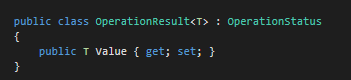 public class OperationResult<T> : OperationStatus
{
    public T Value { get; set; }
}